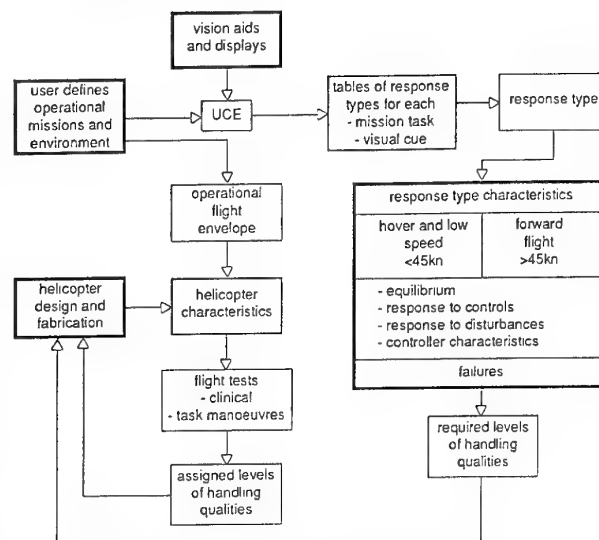 vision aids
and displays
user defines
operational
missions and
environment
UCE
tables of response
types for each
- mission task
- visual cue
response type
operational
flight
envelope
response type characteristics
hover and low
speed
<45kn
forward
flight
>45kn
- equilibrium
- response to controls
- response to disturbances
- controller characteristics
failures
helicopter
design and
fabrication
helicopter
characteristics
flight tests
- clinical
- task manoeuvres
assigned levels
of handling
qualities
required levels
of handling
qualities